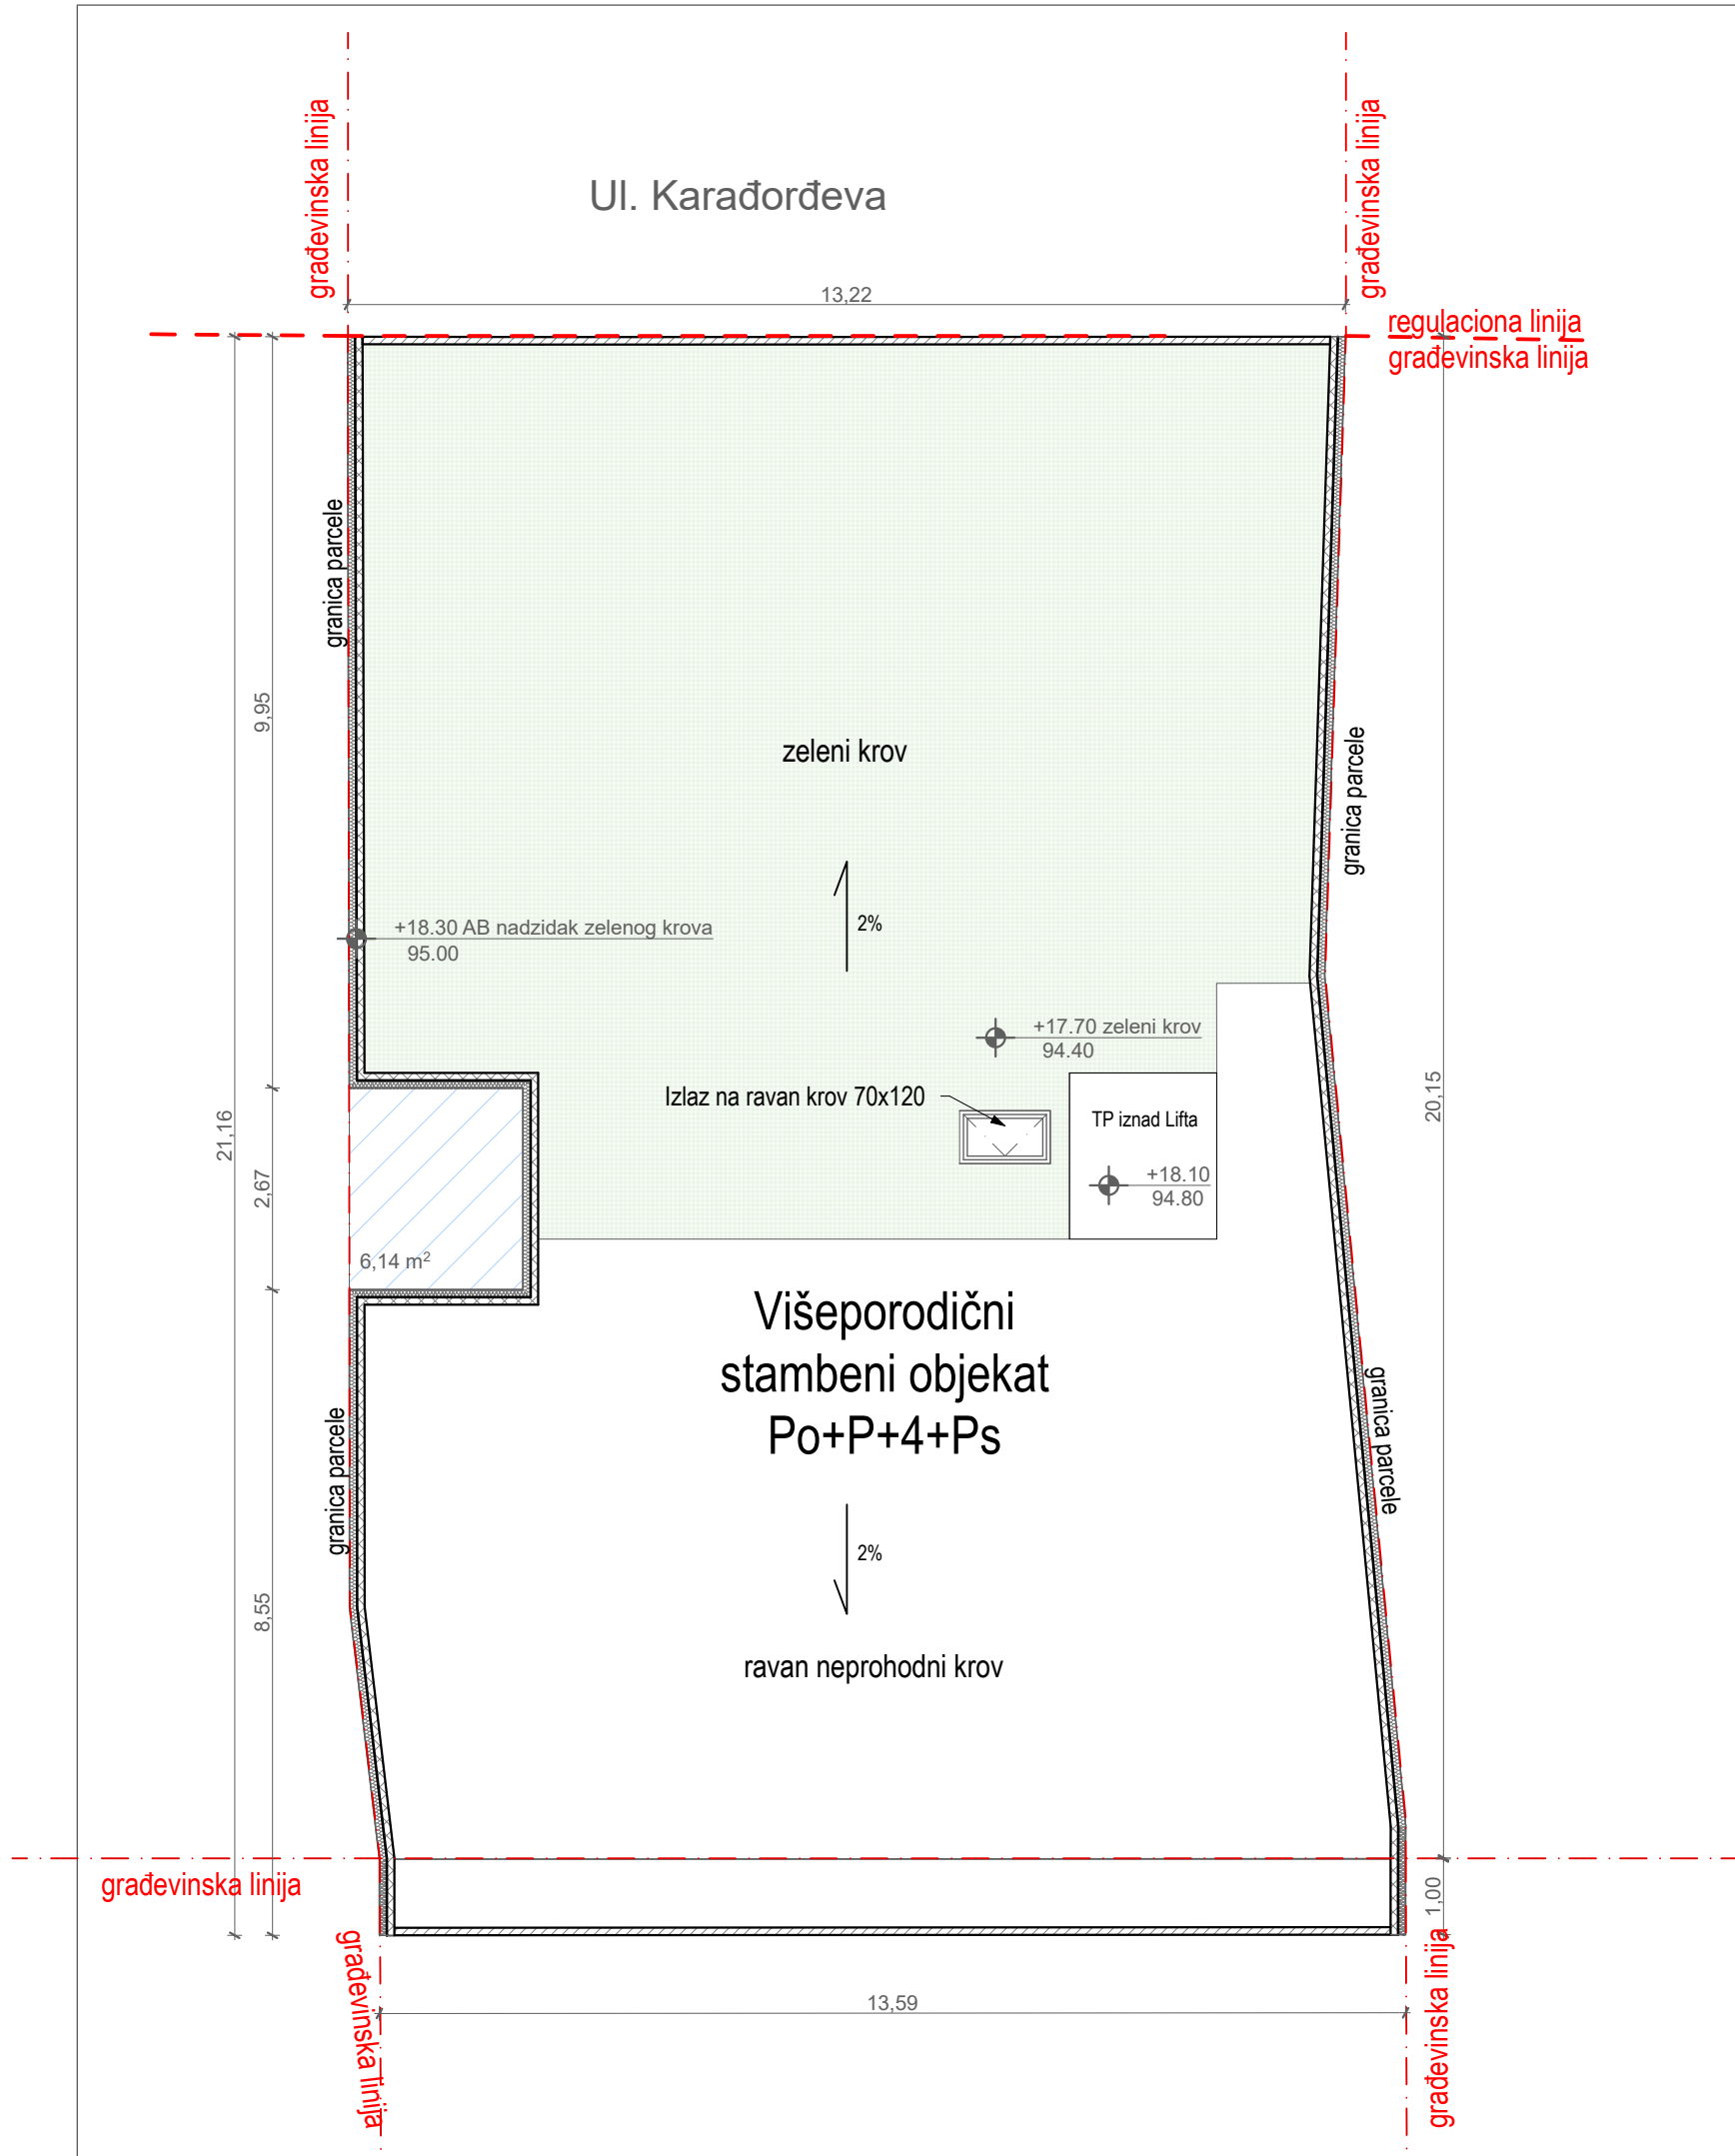 građevinska linija
građevinska linija
Ul. Karađorđeva
13,22
regulaciona linija
građevinska linija
granica parcele
9,95
zeleni krov
granica parcele
2%
+18.30 AB nadzidak zelenog krova
95.00
+17.70 zeleni krov
94.40
Izlaz na ravan krov 70x120
TP iznad Lifta
+18.10
94.80
21,16
2,67
20,15
6,14 m²
Višeporodični
stambeni objekat
Po+P+4+Ps
granica parcele
granica parcele
2%
8,55
ravan neprohodni krov
građevinska linija
1,00
građevinska linija
13,59
građevinska linija